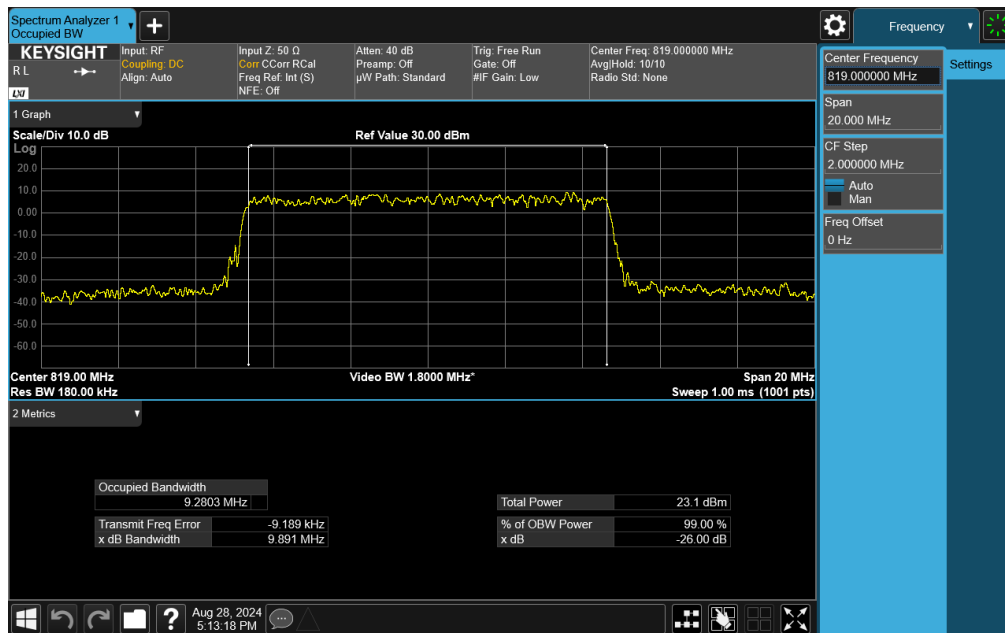 Spectrum Analyzer 1
Occupied BW
Frequency
KEYSIGHT
R L
LXI
Input: RF
Coupling: DC
Align: Auto
Input Z: 50 Ω
Corr CCorr RCal
Freq Ref: Int (S)
NFE: Off
Atten: 40 dB
Preamp: Off
µW Path: Standard
Trig: Free Run
Gate: Off
#IF Gain: Low
Center Freq: 819.000000 MHz
Avg|Hold: 10/10
Radio Std: None
Center Frequency
819.000000 MHz
Settings
Span
20.000 MHz
CF Step
2.000000 MHz
Auto
Man
Freq Offset
0 Hz
1 Graph
Scale/Div 10.0 dB
Ref Value 30.00 dBm
Log
20.0
10.0
0.00
-10.0
-20.0
-30.0
-40.0
-50.0
-60.0
Center 819.00 MHz
Video BW 1.8000 MHz*
Span 20 MHz
Res BW 180.00 kHz
Sweep 1.00 ms (1001 pts)
2 Metrics
Occupied Bandwidth
9.2803 MHz
Total Power 23.1 dBm
Transmit Freq Error -9.189 kHz
% of OBW Power 99.00 %
x dB Bandwidth 9.891 MHz
x dB -26.00 dB
Aug 28, 2024
5:13:18 PM